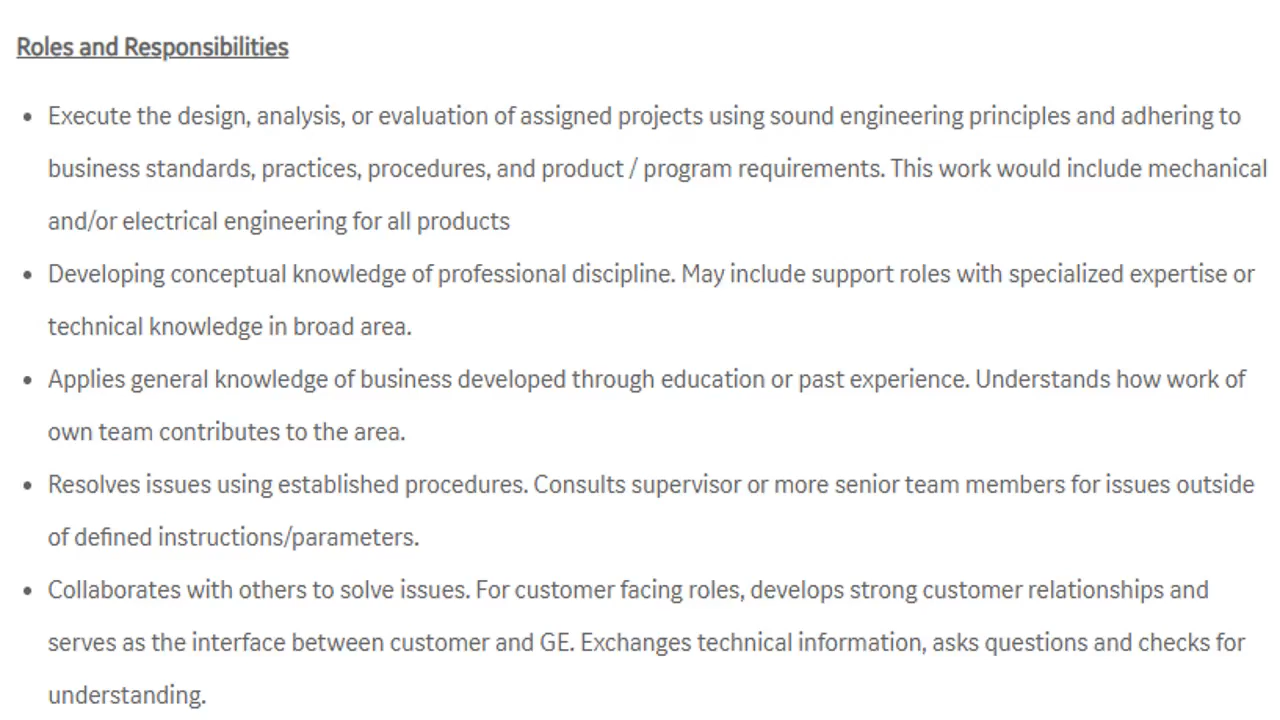 Roles and Responsibilities
• Execute the design, analysis, or evaluation of assigned projects using sound engineering principles and adhering to
business standards, practices, procedures, and product / program requirements. This work would include mechanical
and/or electrical engineering for all products
• Developing conceptual knowledge of professional discipline. May include support roles with specialized expertise or
technical knowledge in broad area.
• Applies general knowledge of business developed through education or past experience. Understands how work of
own team contributes to the area.
• Resolves issues using established procedures. Consults supervisor or more senior team members for issues outside
of defined instructions/parameters.
• Collaborates with others to solve issues. For customer facing roles, develops strong customer relationships and
serves as the interface between customer and GE. Exchanges technical information, asks questions and checks for
understanding.